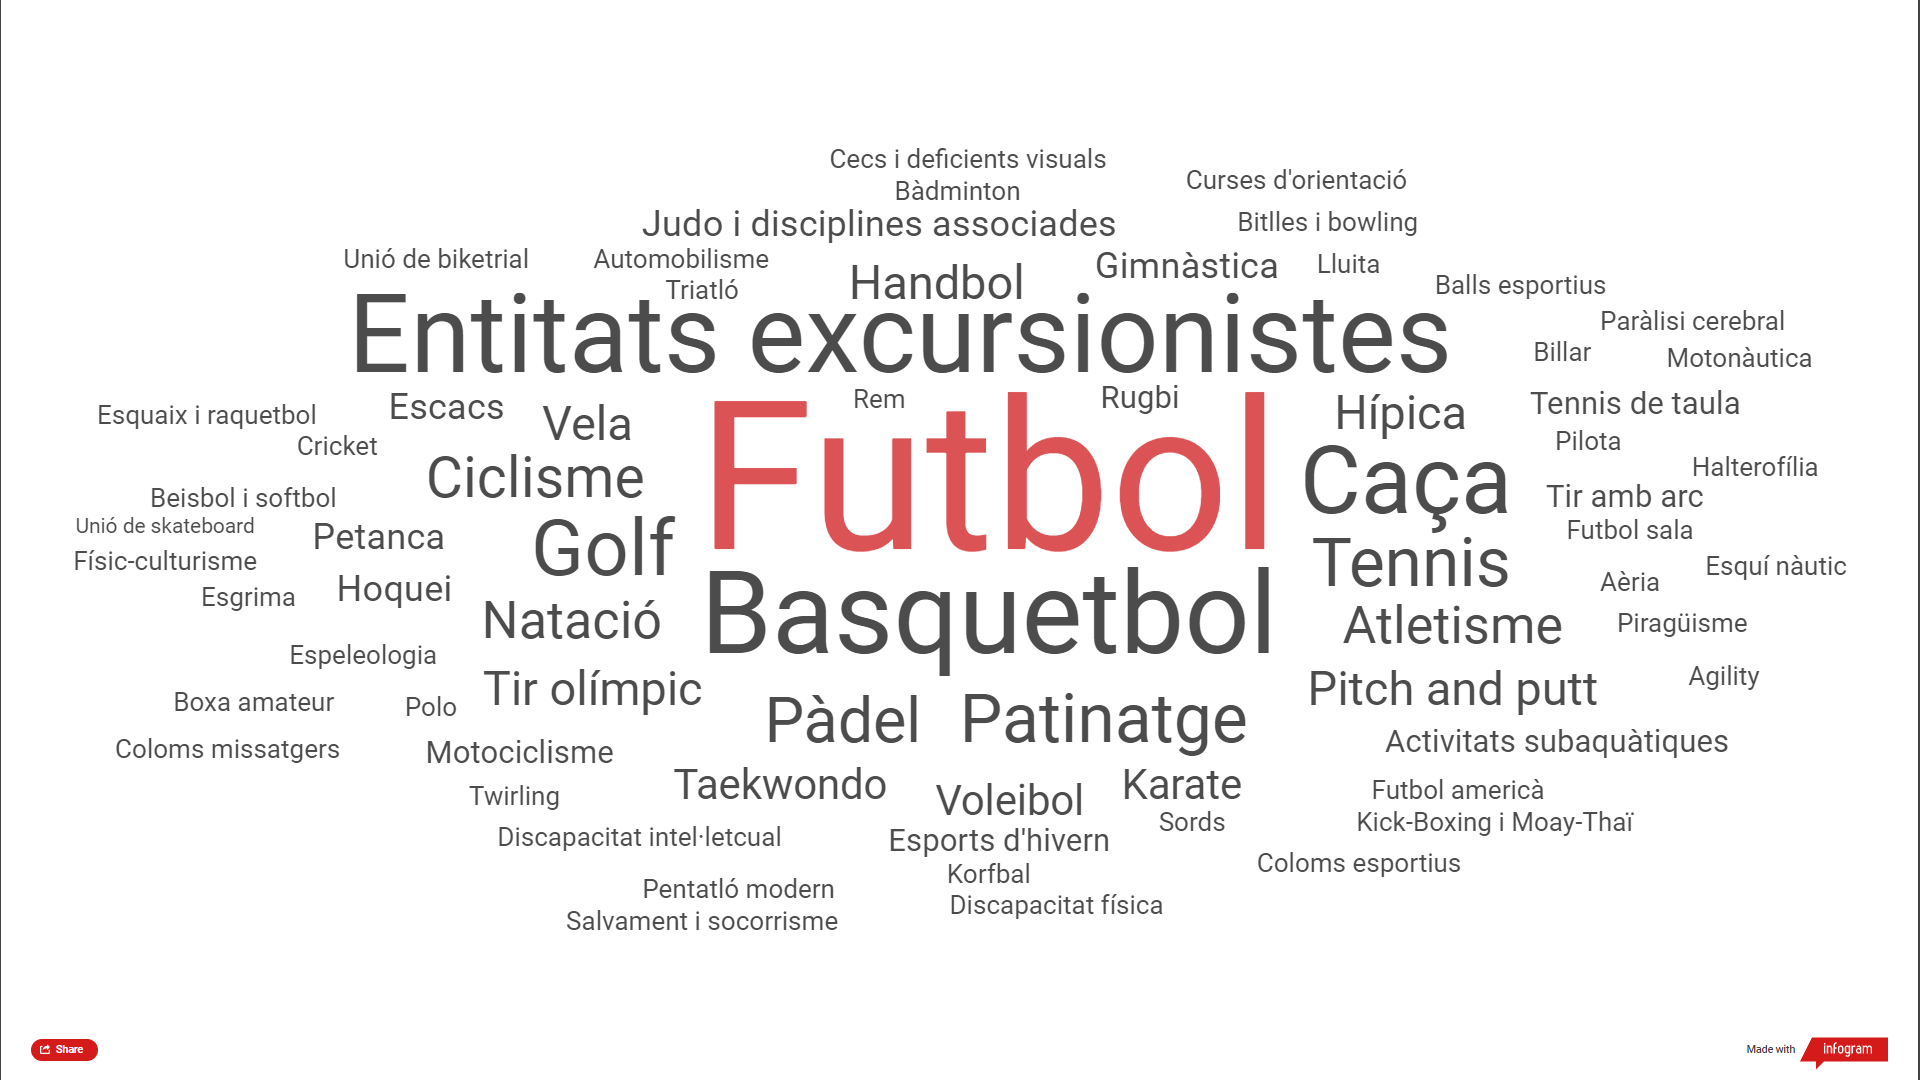 Cecs i deficients visuals
Curses d'orientació
Bàdminton
Judo i disciplines associades
Bitlles i bowling
Unió de biketrial
Automobilisme
Gimnàstica
Lluita
Triatló
Handbol
Balls esportius
Entitats excursionistes
Paràlisi cerebral
Billar
Motonàutica
Esquaix i raquetbol
Escacs
Vela
Rem
Rugbi
Hípica
Tennis de taula
Cricket
Pilota
Ciclisme
Futbol
Caça
Halterofília
Beisbol i softbol
Tir amb arc
Unió de skateboard
Petanca
Golf
Futbol sala
Físic-culturisme
Tennis
Esquí nàutic
Esgrima
Hoquei
Aèria
Natació
Basquetbol
Atletisme
Piragüisme
Espeleologia
Agility
Boxa amateur
Polo
Tir olímpic
Pitch and putt
Pàdel
Patinatge
Coloms missatgers
Motociclisme
Activitats subaquàtiques
Twirling
Taekwondo
Voleibol
Karate
Futbol americà
Sords
Kick-Boxing i Moay-Thaï
Discapacitat intel·letcual
Esports d'hivern
Coloms esportius
Korfbal
Pentatló modern
Discapacitat física
Salvament i socorrisme
Share
Made with
infogram